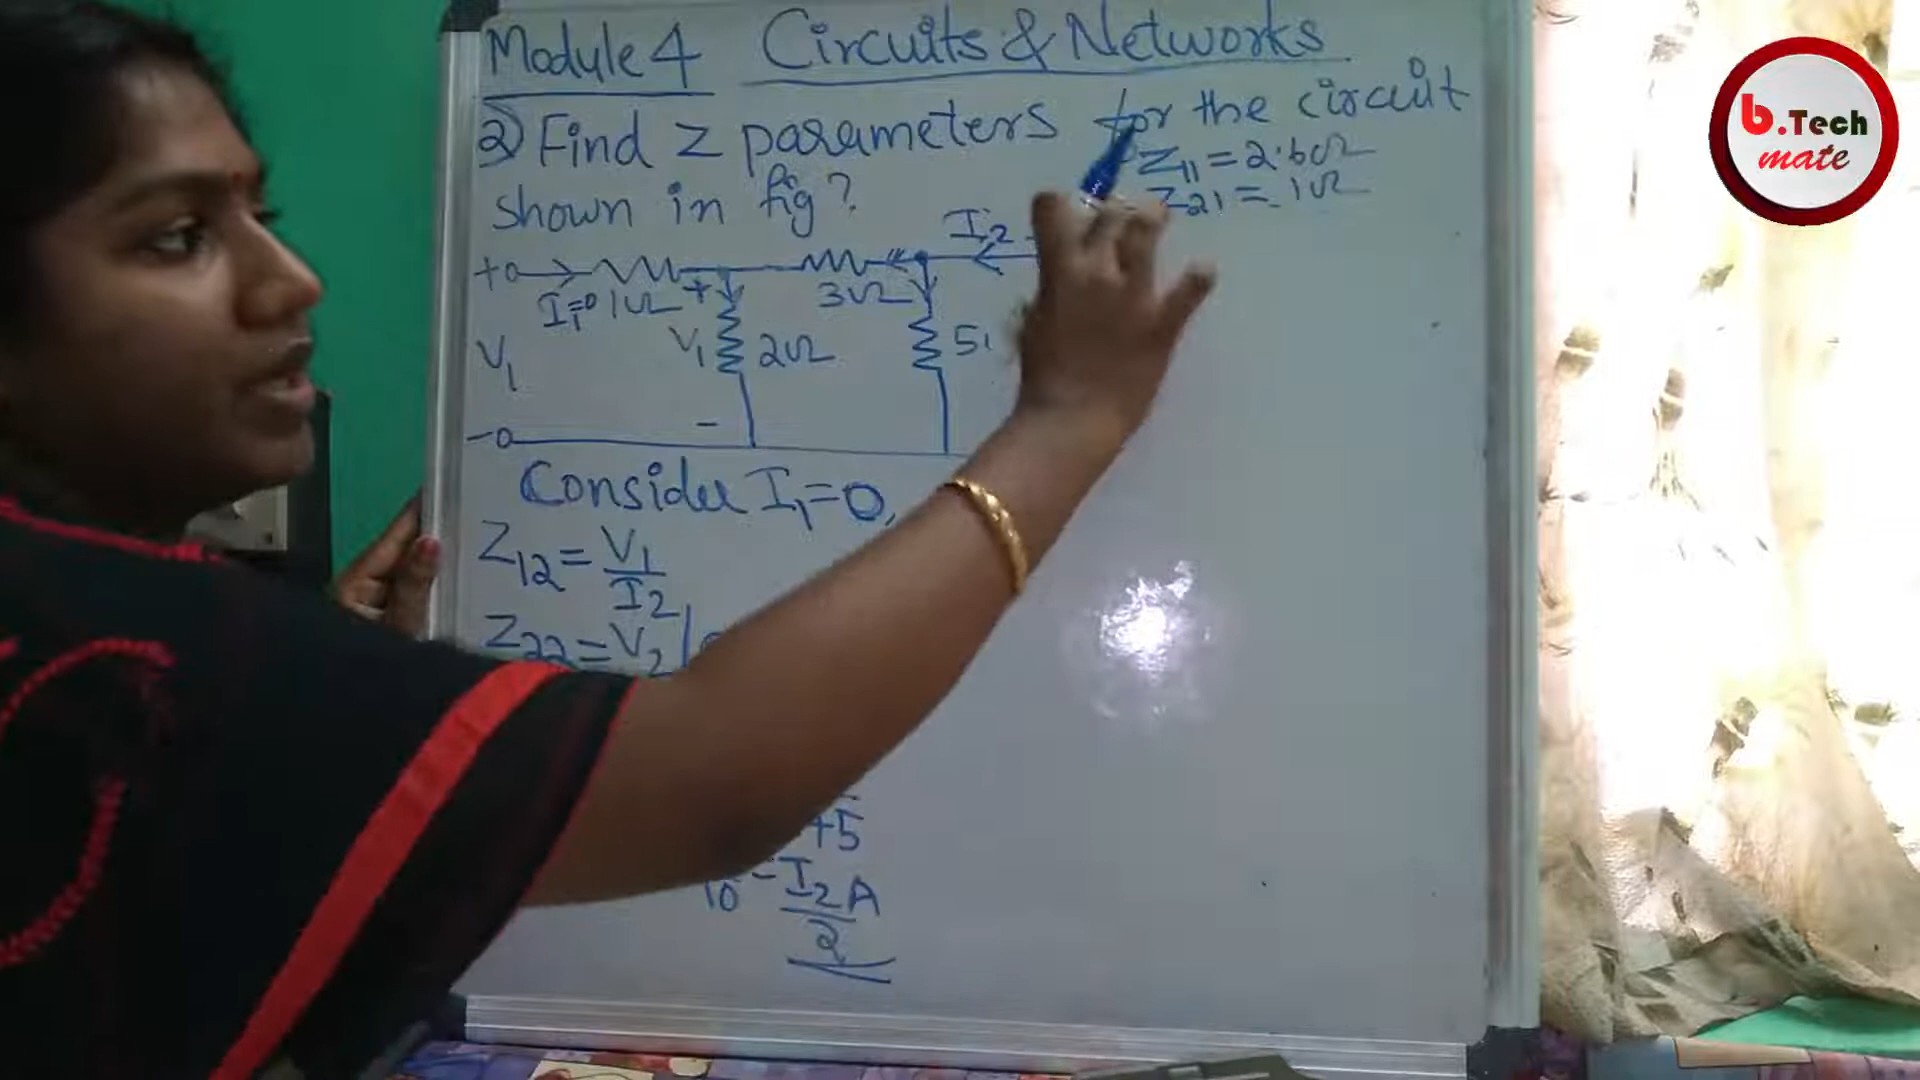 Module 4 Circuits & Networks
2) Find Z parameters for the circuit
shown in fig?
Z11 = 2.6Ω
Z21 = 1Ω
I2
+
I1=0 1Ω + 3Ω
V1 V1 2Ω 5
- -
Consider I1=0,
Z12 = V1
I2
Z22 = V2
+5
10 = I2 A
2
b.Tech
mate